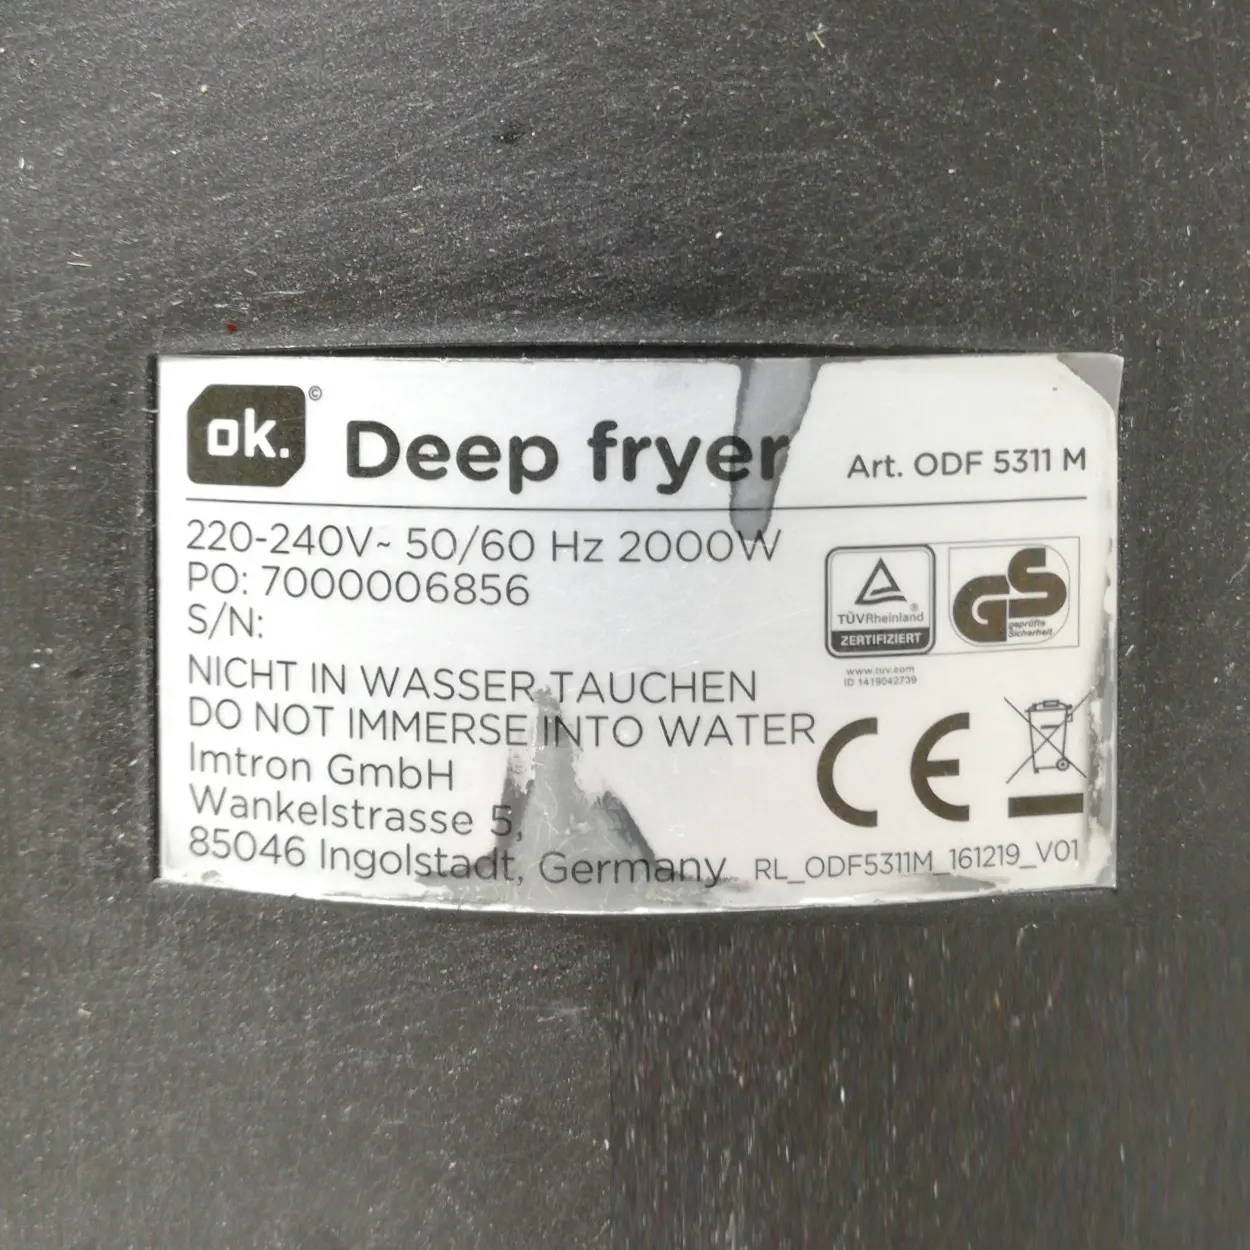 ok. ©
Deep fryer
Art. ODF 5311 M
220-240V~ 50/60 Hz 2000W
PO: 7000006856
S/N:
TÜVRheinland ®
ZERTIFIZIERT
GS
geprüfte
Sicherheit
www.tuv.com
ID 1419042739
NICHT IN WASSER TAUCHEN
DO NOT IMMERSE INTO WATER
CE
Imtron GmbH
Wankelstrasse 5,
85046 Ingolstadt, Germany
RL_ODF5311M_161219_V01